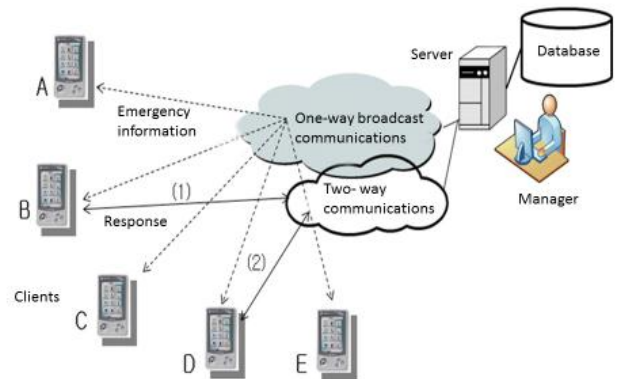 Server
Database
A
Emergency
information
One-way broadcast
communications
Manager
B
(1)
Response
Two- way
communications
(2)
Clients
C
D
E